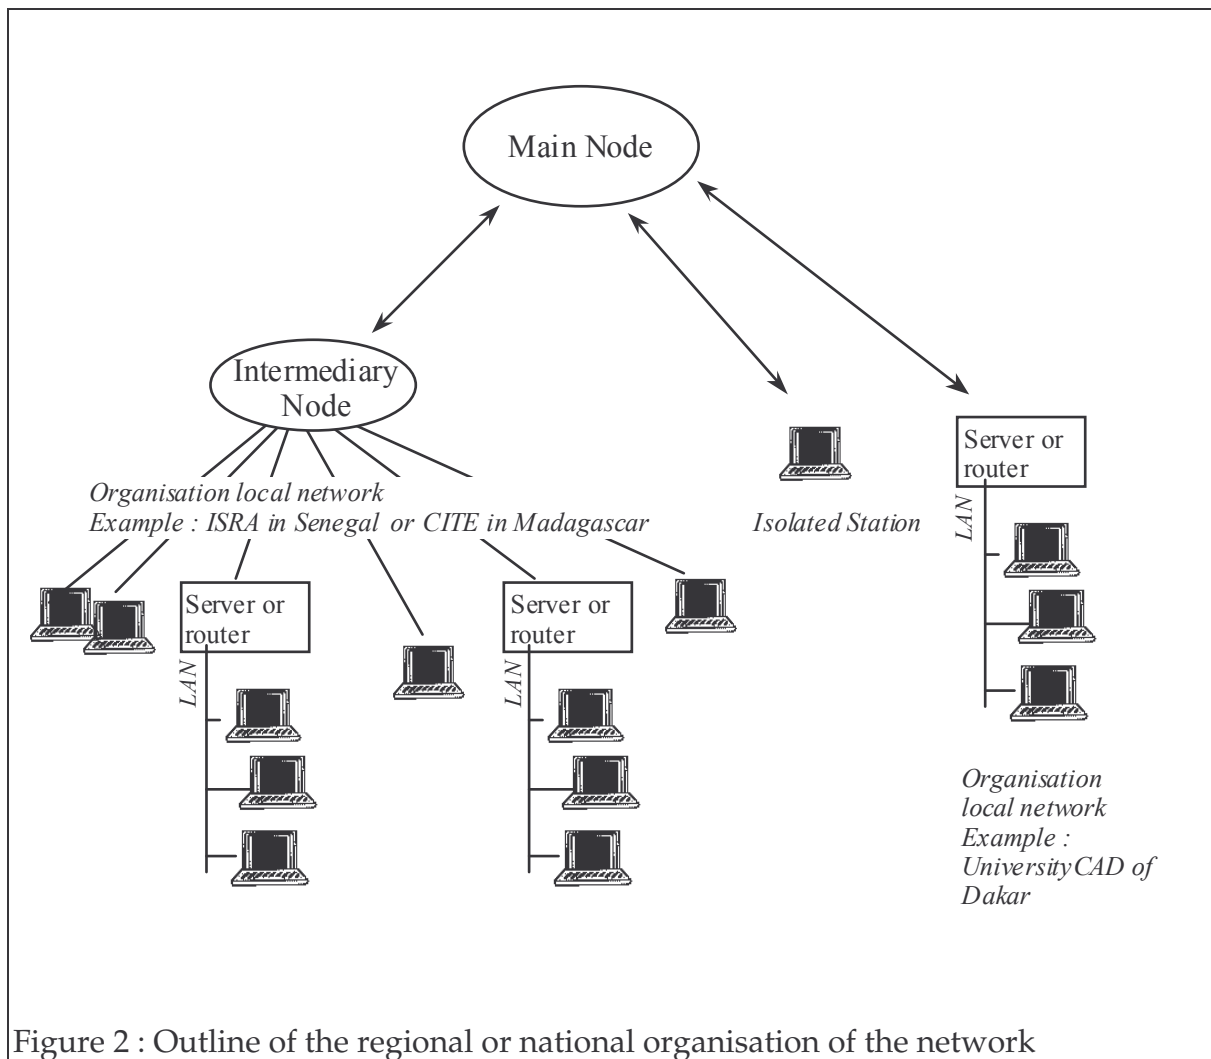 Main Node
Intermediary
Node
Organisation local network
Example : ISRA in Senegal or CITE in Madagascar
Isolated Station
Server or
router
LAN
Server or
router
LAN
Server or
router
LAN
Organisation
local network
Example :
UniversityCAD of
Dakar
Figure 2 : Outline of the regional or national organisation of the network